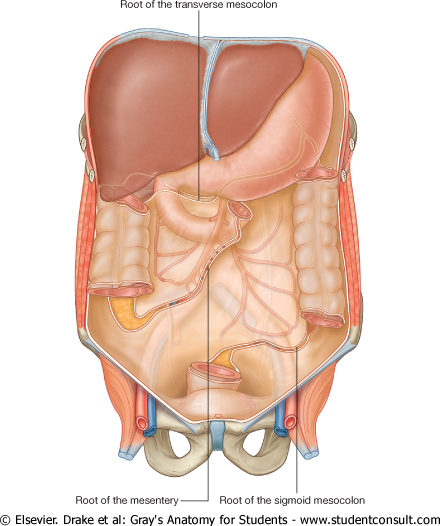 Root of the transverse mesocolon
Root of the mesentery
Root of the sigmoid mesocolon
© Elsevier. Drake et al: Gray's Anatomy for Students - www.studentconsult.com